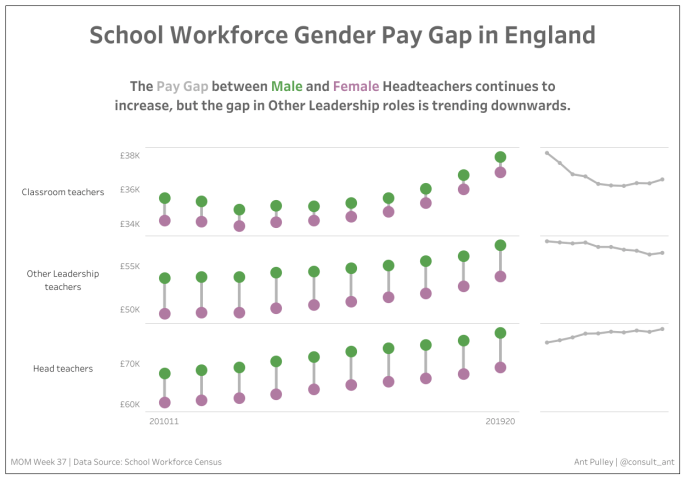 School Workforce Gender Pay Gap in England
The Pay Gap between Male and Female Headteachers continues to
increase, but the gap in Other Leadership roles is trending downwards.
£38K
Classroom teachers
£36K
£34K
£55K
Other Leadership
teachers
£50K
£70K
Head teachers
£60K
201011
201920
MOM Week 37 | Data Source: School Workforce Census
Ant Pulley | @consult_ant